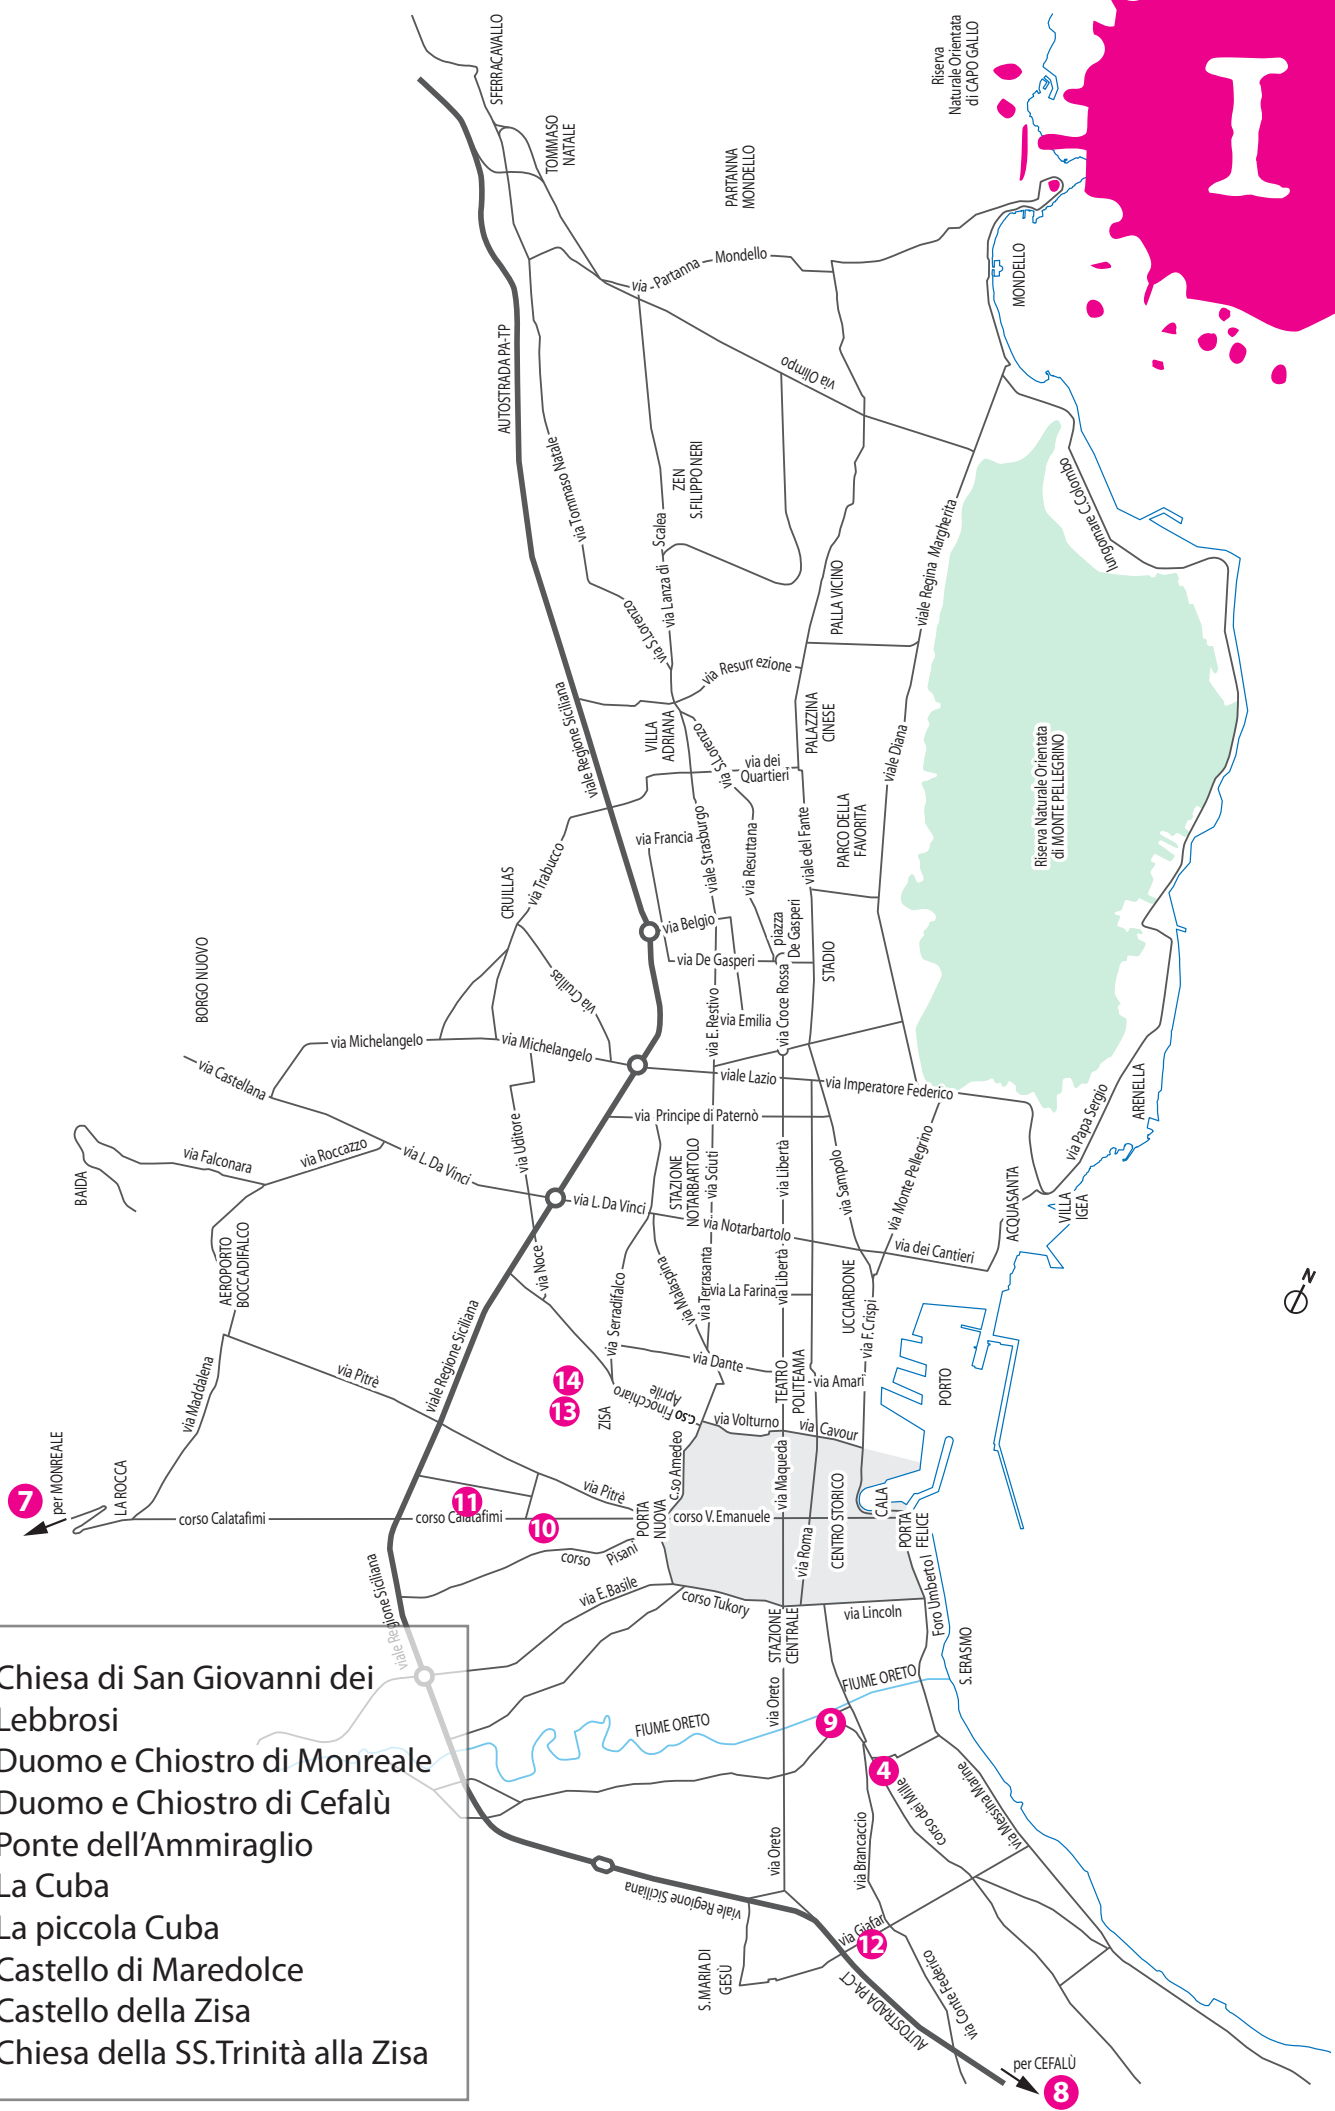 I
Riserva
Naturale Orientata
di CAPO GALLO
SFERRACAVALLO
TOMMASO
NATALE
PARTANNA
MONDELLO
via Partanna Mondello
MONDELLO
AUTOSTRADA PA-TP
via Olimpo
via Tommaso Natale
ZEN
S.FILIPPO NERI
lungomare C.Colombo
via Lanza di Scalea
viale Regina Margherita
PALLA VICINO
via S.Lorenzo
via Resurrezione
viale Regione Siciliana
VILLA
ADRIANA
via S.Lorenzo
PALAZZINA
CINESE
viale Diana
Riserva Naturale Orientata
di MONTE PELLEGRINO
via dei
Quartieri
via Francia
viale Strasburgo
via Resuttana
viale del Fante
PARCO DELLA
FAVORITA
via Trabucco
CRUILLAS
via Belgio
piazza
De Gasperi
via De Gasperi
STADIO
BORGO NUOVO
via Cruillas
via E.Restivo
via Emilia
via Croce Rossa
via Michelangelo
via Michelangelo
via Castellana
viale Lazio
via Imperatore Federico
via Principe di Paternò
via Papa Sergio
ARENELLA
via Uditore
BAIDA
via Falconara
via Roccazzo
via L. Da Vinci
STAZIONE
NOTARBARTOLO
via Sciuti
via Libertà
via Sampolo
via Monte Pellegrino
via L. Da Vinci
via Notarbartolo
via dei Cantieri
ACQUASANTA
VILLA
IGEA
AEROPORTO
BOCCADIFALCO
via Noce
via Serradifalco
via Malaspina
via Terrasanta
via La Farina
via Libertà
UCCIARDONE
via F.Crispi
N
viale Regione Siciliana
via Maddalena
via Pitrè
via Dante
TEATRO
POLITEAMA
via Amari
PORTO
14
13
ZISA
c.so Finocchiaro
Aprile
via Volturno
via Cavour
7
per MONREALE
LA ROCCA
c.so Amedeo
via Maqueda
11
via Pitrè
corso Calatafimi
corso Calatafimi
10
PORTA
NUOVA
corso V. Emanuele
via Roma
CENTRO STORICO
CALA
PORTA
FELICE
corso Pisani
viale Regione Siciliana
via E.Basile
corso Tukory
STAZIONE
CENTRALE
via Lincoln
Foro Umberto I
S. ERASMO
FIUME ORETO
FIUME ORETO
via Oreto
9
4
corso dei Mille
via Messina Marine
via Oreto
via Brancaccio
viale Regione Siciliana
via Giafar
12
S.MARIA DI
GESÙ
AUTOSTRADA PA-CT
via Conte Federico
per CEFALÙ
8
Chiesa di San Giovanni dei
Lebbrosi
Duomo e Chiostro di Monreale
Duomo e Chiostro di Cefalù
Ponte dell'Ammiraglio
La Cuba
La piccola Cuba
Castello di Maredolce
Castello della Zisa
Chiesa della SS.Trinità alla Zisa